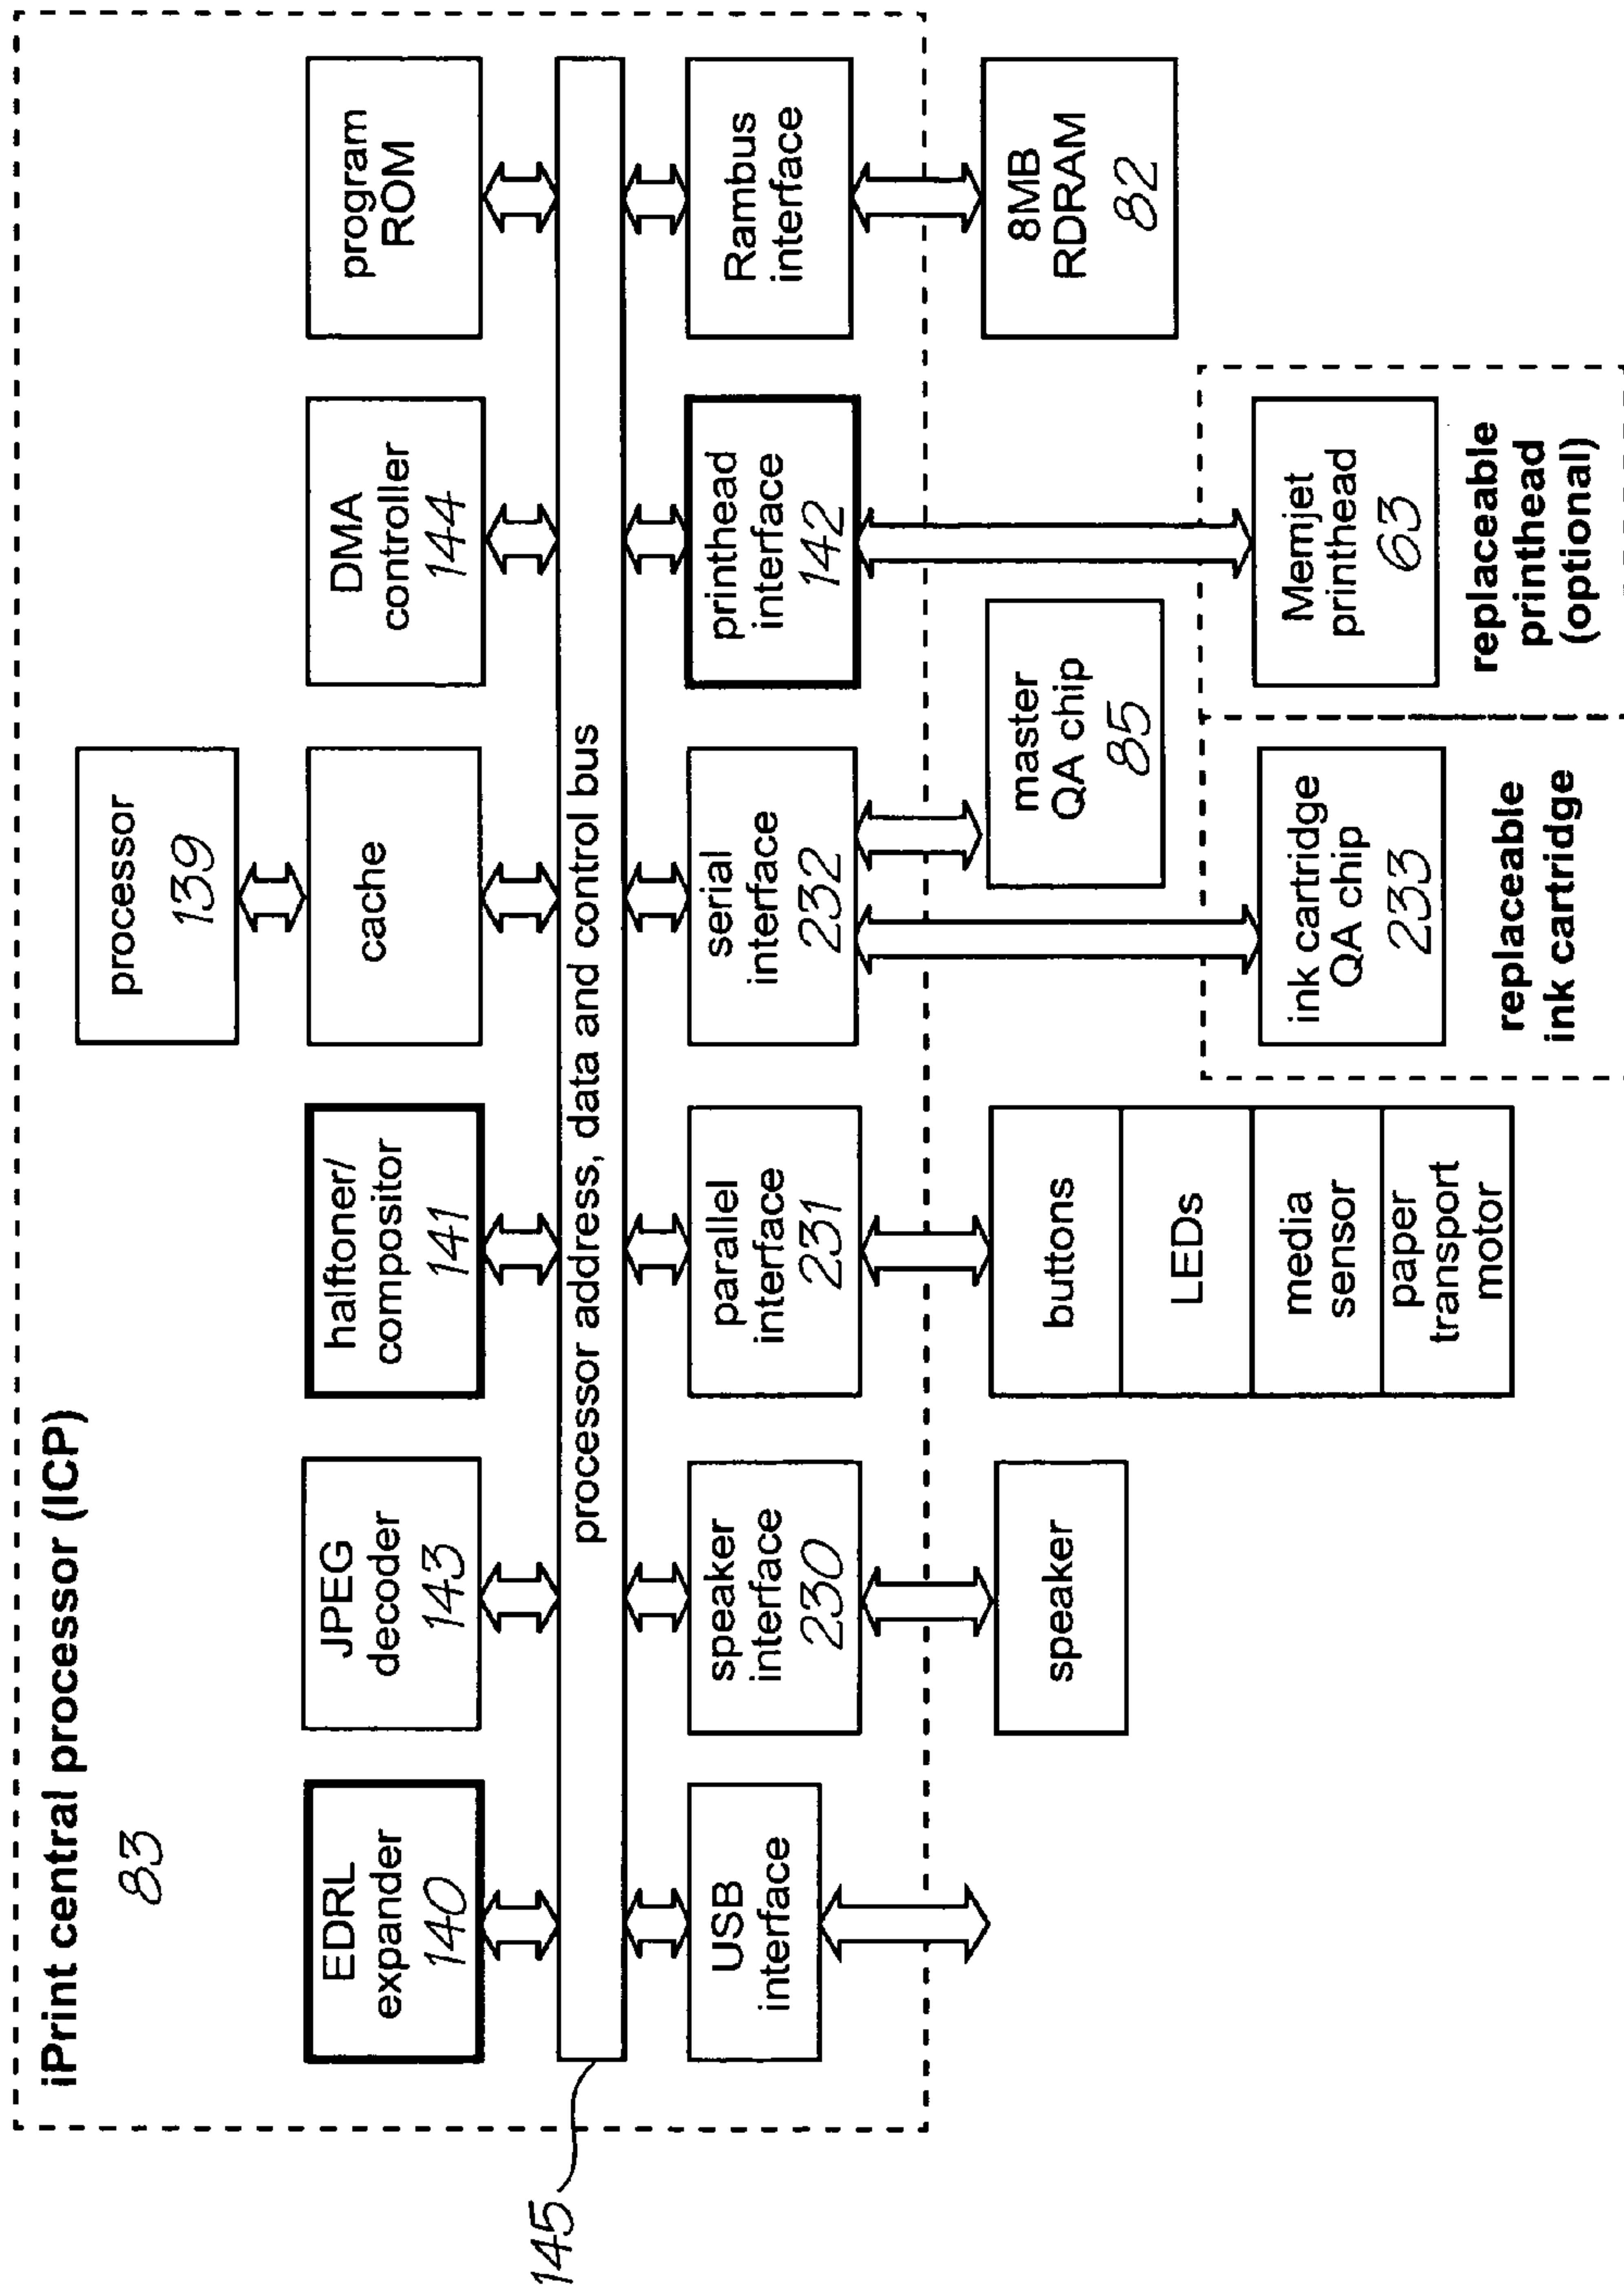 iPrint central processor (ICP)
83
processor
139
EDRL
expander
140
JPEG
decoder
143
halftoner/
compositor
141
cache
DMA
controller
144
program
ROM
145
processor address, data and control bus
USB
interface
speaker
interface
230
parallel
interface
231
serial
interface
232
printhead
interface
142
Rambus
interface
speaker
buttons
LEDs
media
sensor
paper
transport
motor
master
QA chip
85
8MB
RDRAM
82
ink cartridge
QA chip
233
replaceable
ink cartridge
Memjet
printhead
63
replaceable
printhead
(optional)